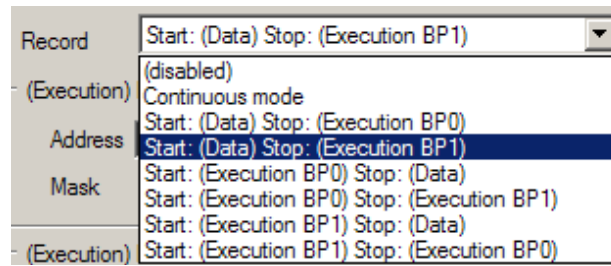 Record Start: (Data) Stop: (Execution BP1)
(disabled)
(Execution) Continuous mode
Start: (Data) Stop: (Execution BP0)
Address Start: (Data) Stop: (Execution BP1)
Start: (Execution BP0) Stop: (Data)
Mask Start: (Execution BP0) Stop: (Execution BP1)
Start: (Execution BP1) Stop: (Data)
(Execution) Start: (Execution BP1) Stop: (Execution BP0)